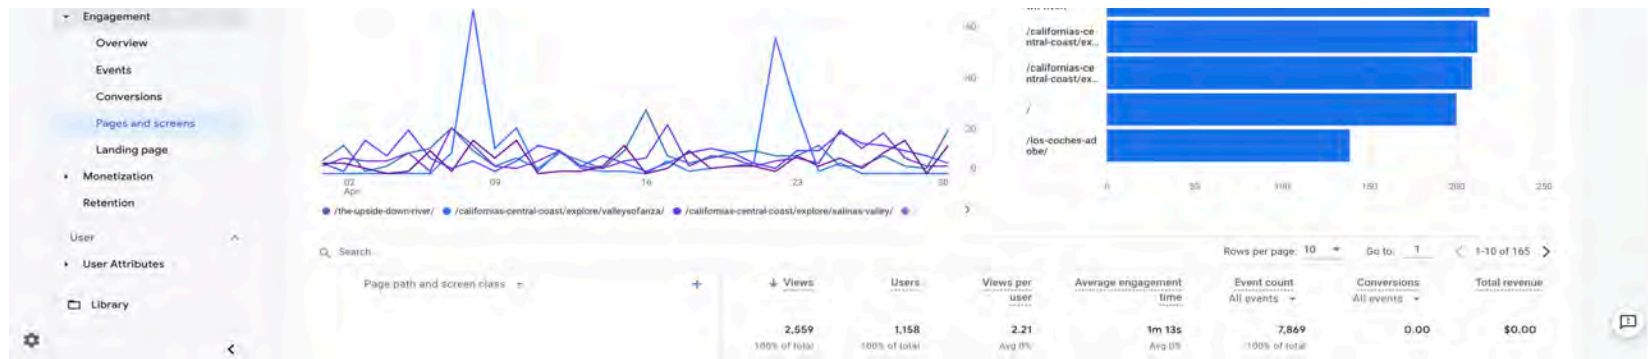 Engagement
Overview
Events
Conversions
Pages and screens
Landing page
Monetization
Retention
User
User Attributes
Library
60
40
20
0
02
Apr
09
16
23
30
/the-upside-down-river/
/californias-central-coast/explore/valleysofanza/
/californias-central-coast/explore/salinas-valley/
/californias-ce
ntral-coast/ex...
/californias-ce
ntral-coast/ex...
/
/los-coches-ad
obe/
0
50
100
150
200
250
Search...
Rows per page: 10
Go to: 1
1-10 of 165
Page path and screen class
+
Views
Users
Views per
user
Average engagement
time
Event count
All events
Conversions
All events
Total revenue
2,559
1,158
2.21
1m 13s
7,869
0.00
$0.00
100% of total
100% of total
Avg 0%
Avg 0%
100% of total